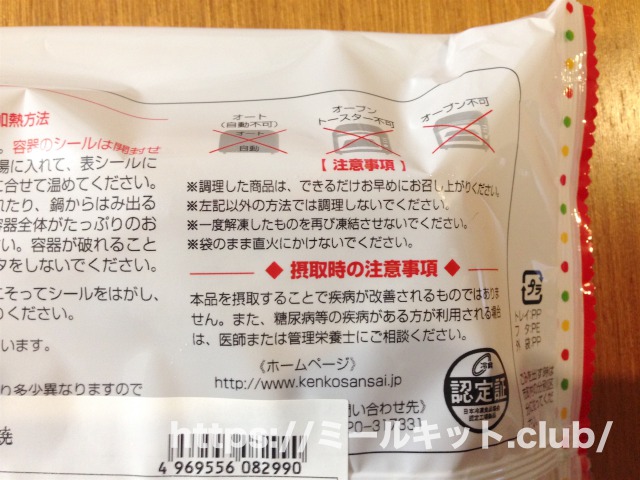 加熱方法
容器のシールは開封せ
湯に入れて、表シールに
に合せて温めてください。
れたり、鍋からはみ出る
容器全体がたっぷりのお
い。容器が破れること
タをしないでください。
こそってシールをはがし、
りください。
います。
り多少異なりますので
オート
(自動不可)
オート
自動
オーブン
トースター不可
オーブン不可
【 注意事項 】
※調理した商品は、できるだけお早めにお召し上がりください。
※左記以外の方法では調理しないでください。
※一度解凍したものを再び凍結させないでください。
※袋のまま直火にかけないでください。
◆ 摂取時の注意事項 ◆
本品を摂取することで疾病が改善されるものではありま
せん。また、糖尿病等の疾病がある方が利用される場合
は、医師または管理栄養士にご相談ください。
《ホームページ》
http://www.kenkosansai.jp
問い合わせ先》
認定証
プラ
トレイ:PP
フタ:PE
外袋:PP
焼
4 969556 082990
https://ミールキット.club/